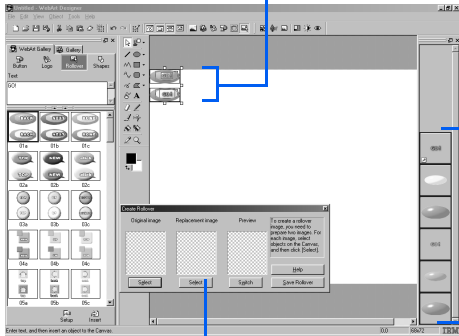 Untitled - WebArt Designer
File Edit View Object Tools Help
WebArt Gallery Gallery
Button Logo Rollover Shapes
Text
GO!
01a 01b 01c
NEW
02a 02b 02c
03a 03b 03c
04a 04b 04c
05a 05b 05c
Setup Insert
Create Rollover
Original image Replacement image Preview
To create a rollover
image, you need to
prepare two images. For
each image, select
objects on the Canvas,
and then click [Select].
Help
Select Select Switch Save Rollover
Enter text, and then insert an object to the Canvas.
0,0
IBM